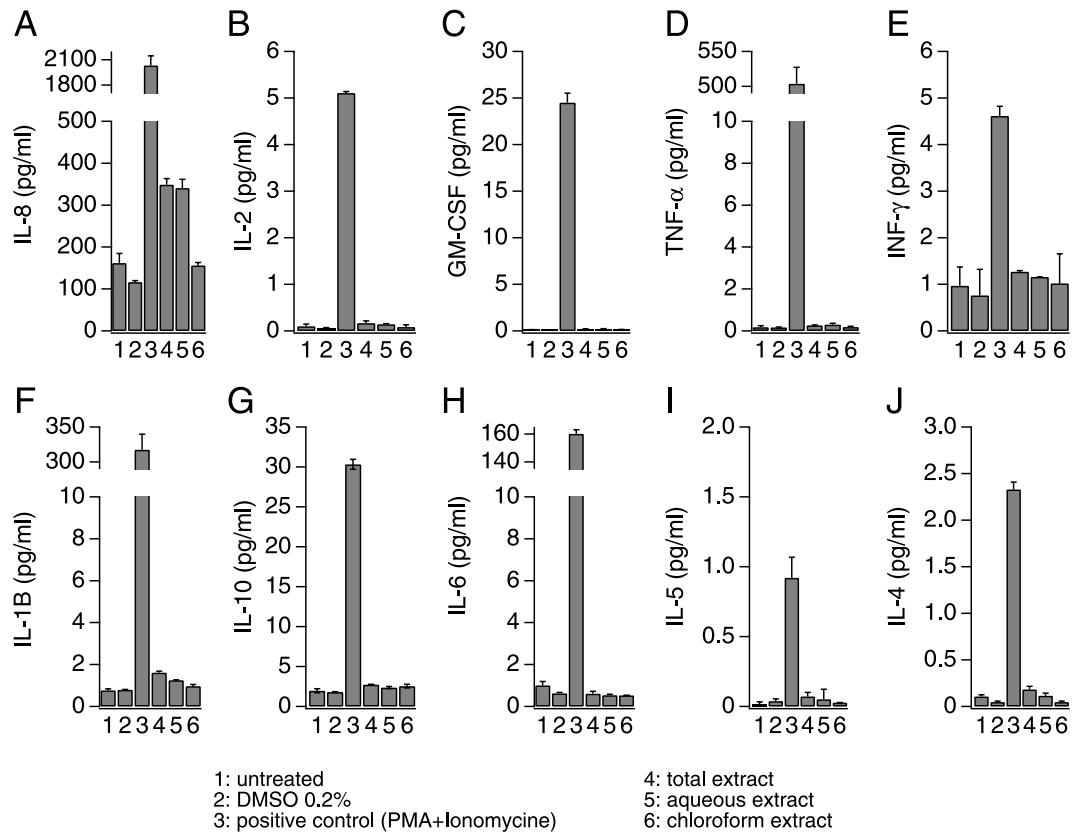 A
2100
1800
500
400
300
200
100
0
IL-8 (pg/ml)
1 2 3 4 5 6
B
6
5
4
3
2
1
0
IL-2 (pg/ml)
1 2 3 4 5 6
C
30
25
20
15
10
5
0
GM-CSF (pg/ml)
1 2 3 4 5 6
D
550
500
10
8
6
4
2
0
TNF-α (pg/ml)
1 2 3 4 5 6
E
6
5
4
3
2
1
0
INF-γ (pg/ml)
1 2 3 4 5 6
F
350
300
10
8
6
4
2
0
IL-1B (pg/ml)
1 2 3 4 5 6
G
35
30
25
20
15
10
5
0
IL-10 (pg/ml)
1 2 3 4 5 6
H
160
140
10
8
6
4
2
0
IL-6 (pg/ml)
1 2 3 4 5 6
I
2.0
1.5
1.0
0.5
0
IL-5 (pg/ml)
1 2 3 4 5 6
J
3.0
2.5
2.0
1.5
1.0
0.5
0
IL-4 (pg/ml)
1 2 3 4 5 6
1: untreated
2: DMSO 0.2%
3: positive control (PMA+Ionomycine)
4: total extract
5: aqueous extract
6: chloroform extract